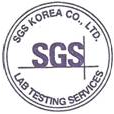 SGS KOREA CO., LTD.
SGS
LAB TESTING SERVICES